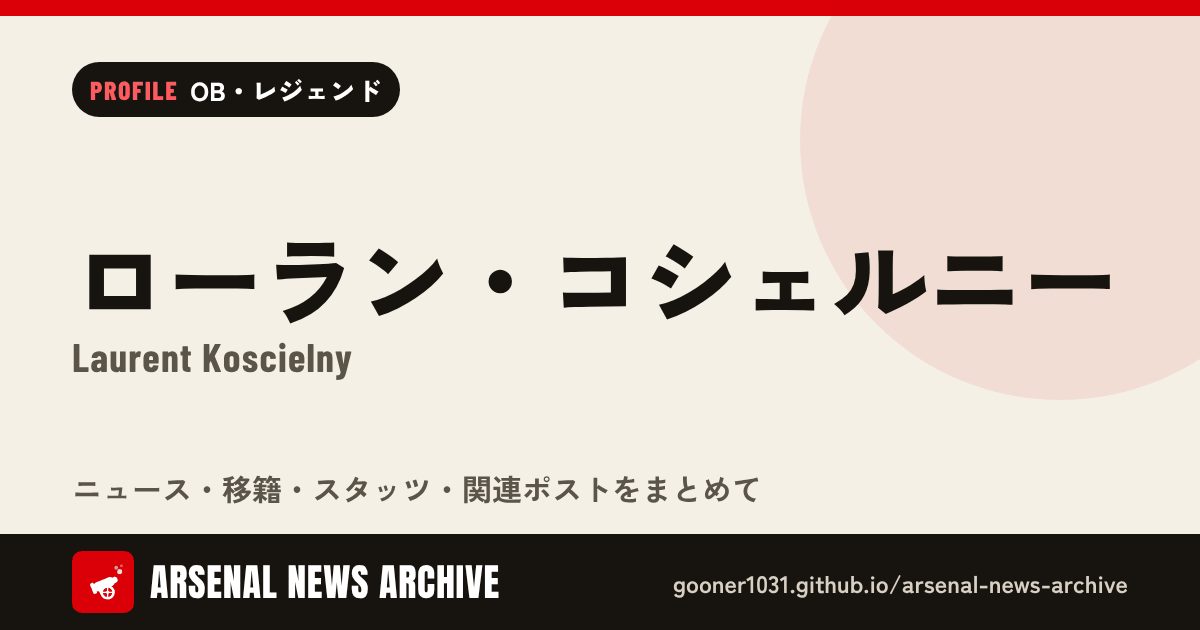 PROFILE OB・レジェンド
ローラン・コシェルニー
Laurent Koscielny
ニュース・移籍・スタッツ・関連ポストをまとめて
ARSENAL NEWS ARCHIVE
gooner1031.github.io/arsenal-news-archive